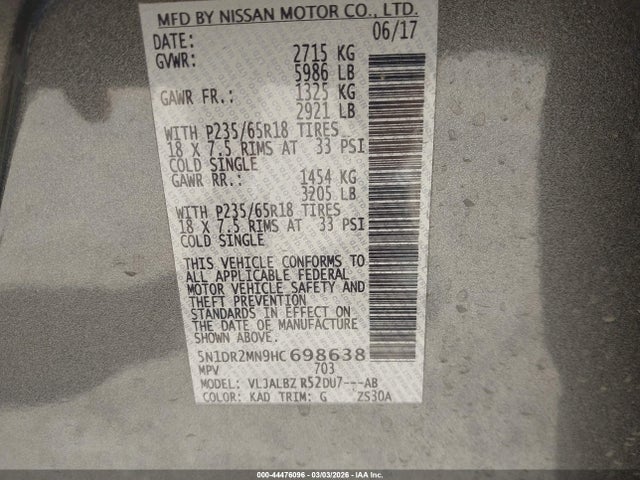 MFD BY NISSAN MOTOR CO., LTD.
DATE: 06/17
GVWR: 2715 KG
5986 LB
GAWR FR.: 1325 KG
2921 LB
WITH P235/65R18 TIRES
18 X 7.5 RIMS AT 33 PSI
COLD SINGLE
GAWR RR.: 1454 KG
3205 LB
WITH P235/65R18 TIRES
18 X 7.5 RIMS AT 33 PSI
COLD SINGLE
THIS VEHICLE CONFORMS TO
ALL APPLICABLE FEDERAL
MOTOR VEHICLE SAFETY AND
THEFT PREVENTION
STANDARDS IN EFFECT ON
THE DATE OF MANUFACTURE
SHOWN ABOVE.
5N1DR2MN9HC698638
MPV 703
MODEL: VLJALBZ R52DU7---AB
COLOR: KAD TRIM: G ZS30A
000-44476096 - 03/03/2026 - IAA Inc.